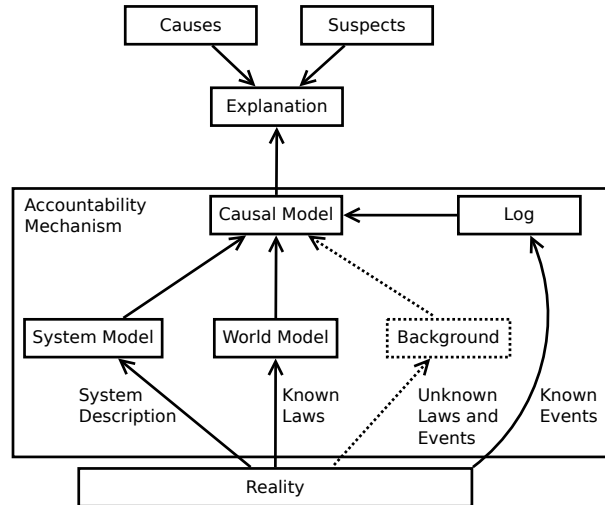 Causes
Suspects
Explanation
Accountability
Mechanism
Causal Model
Log
System Model
World Model
Background
System
Description
Known
Laws
Unknown
Laws and
Events
Known
Events
Reality